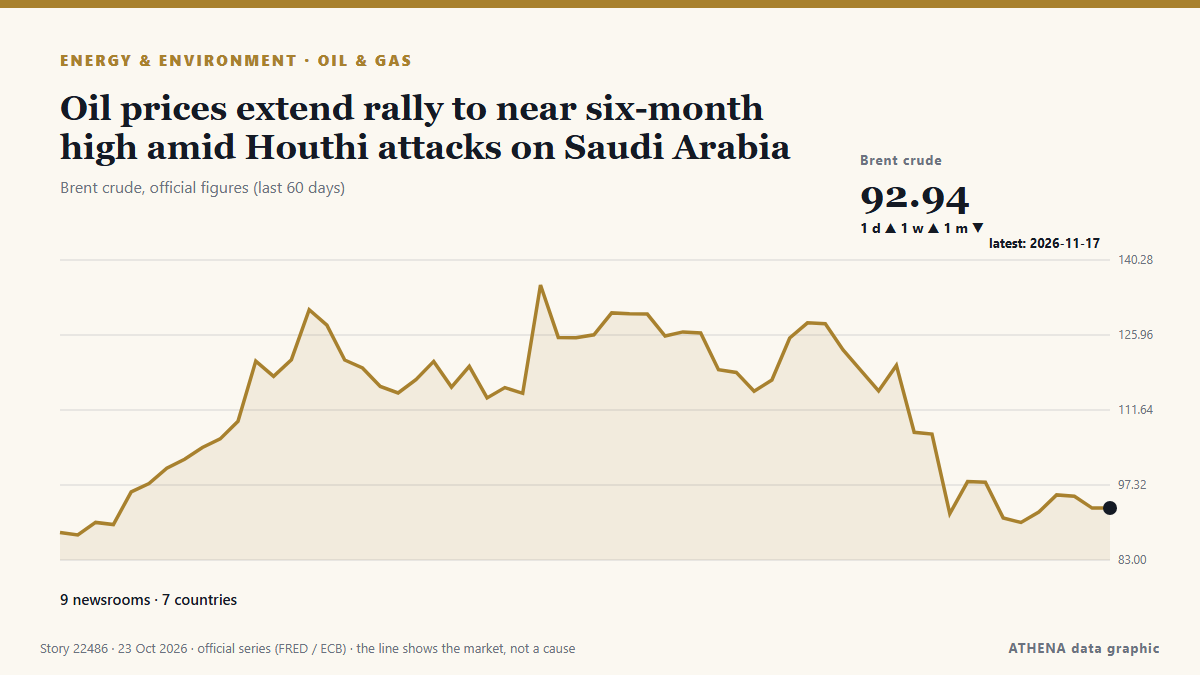 ENERGY & ENVIRONMENT · OIL & GAS
Oil prices extend rally to near six-month
high amid Houthi attacks on Saudi Arabia
Brent crude, official figures (last 60 days)
Brent crude
92.94
1 d ▲ 1 w ▲ 1 m ▼
latest: 2026-11-17
140.28
125.96
111.64
97.32
83.00
9 newsrooms · 7 countries
Story 22486 · 23 Oct 2026 · official series (FRED / ECB) · the line shows the market, not a cause
ATHENA data graphic